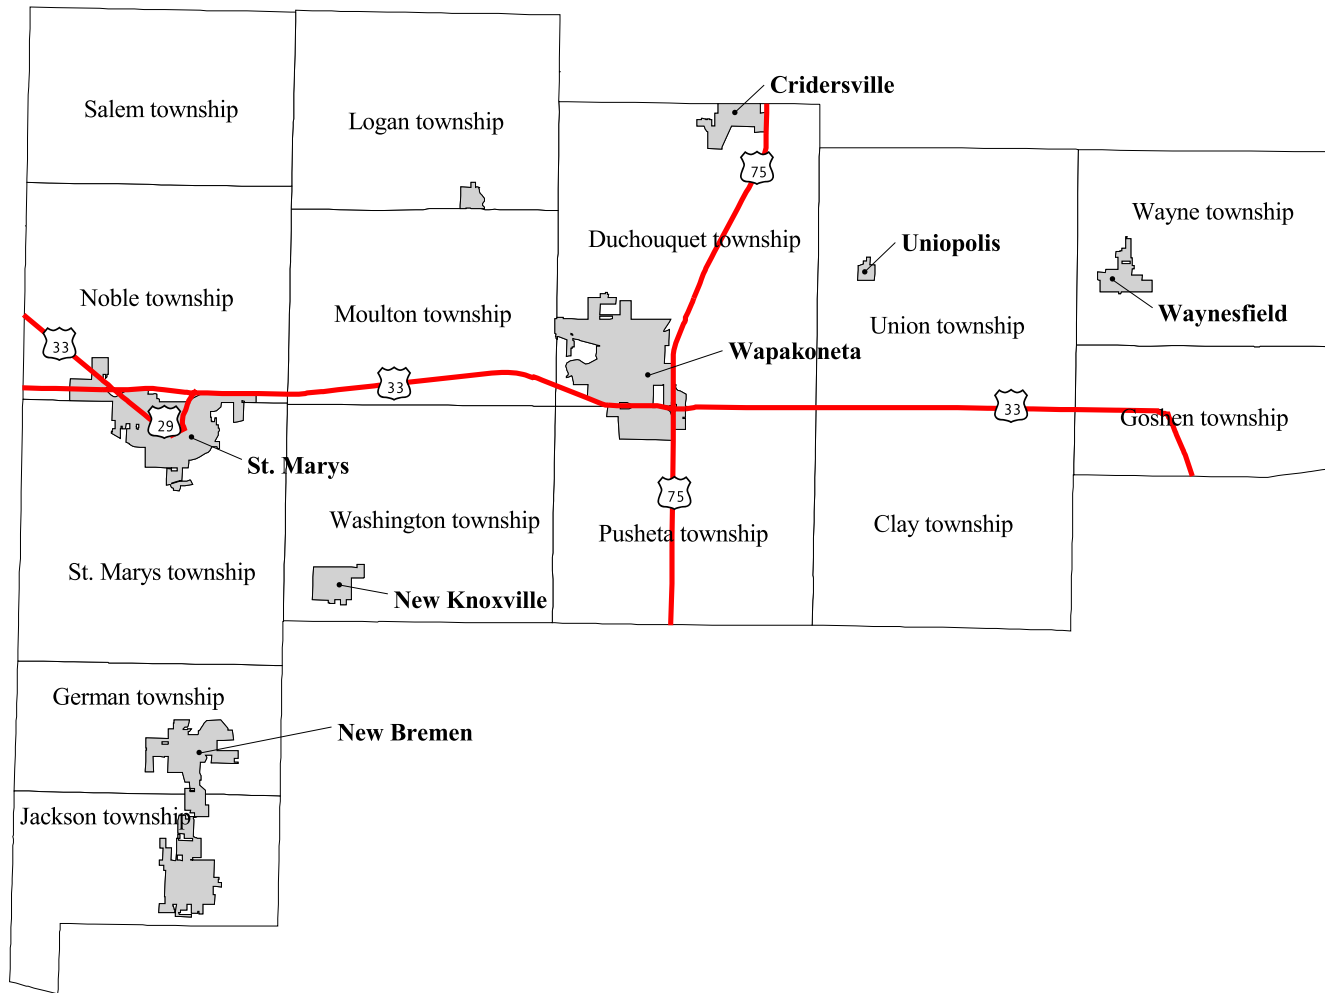 Cridersville
Salem township
Logan township
75
Wayne township
Duchouquet township
Uniopolis
Noble township
Moulton township
Waynesfield
Union township
33
Wapakoneta
33
33
Goshen township
29
St. Marys
75
Washington township
Clay township
Pusheta township
St. Marys township
New Knoxville
German township
New Bremen
Jackson township